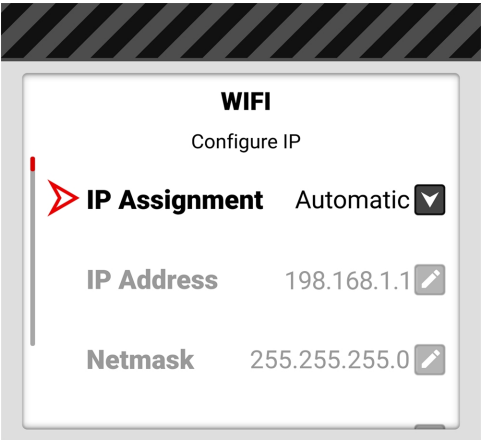 WIFI
Configure IP
IP Assignment Automatic
IP Address 198.168.1.1
Netmask 255.255.255.0